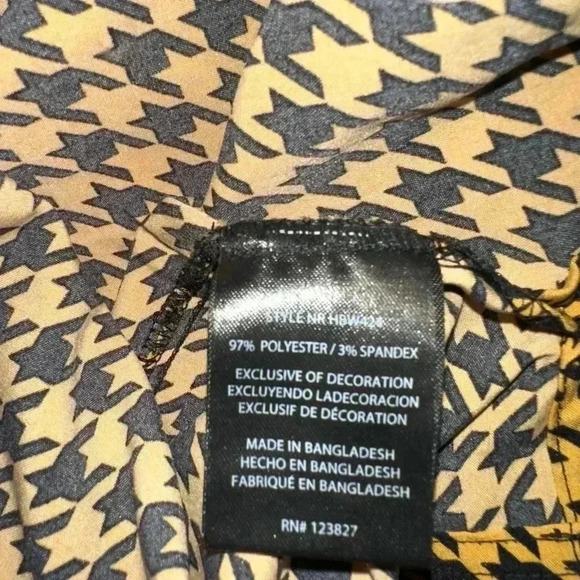 STYLE NR HBW424
97% POLYESTER / 3% SPANDEX
EXCLUSIVE OF DECORATION
EXCLUYENDO LADECORACION
EXCLUSIF DE DÉCORATION
MADE IN BANGLADESH
HECHO EN BANGLADESH
FABRIQUÉ EN BANGLADESH
RN# 123827